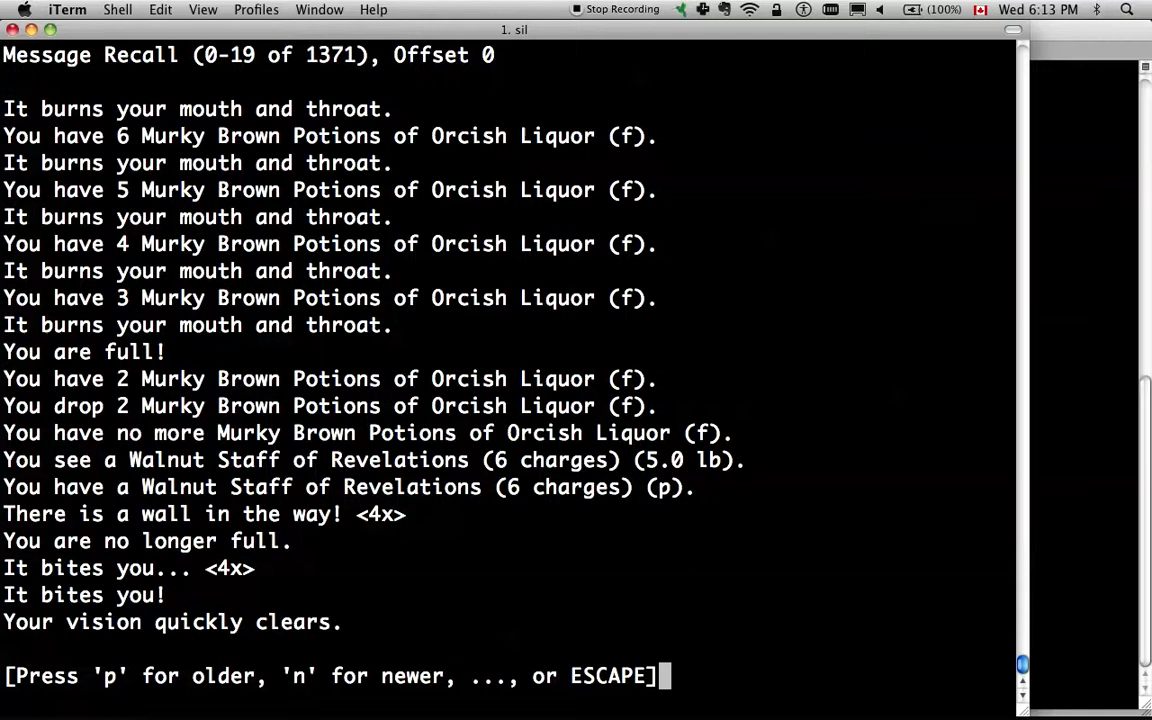 iTerm Shell Edit View Profiles Window Help Stop Recording (100%) Wed 6:13 PM
1. sil
Message Recall (0-19 of 1371), Offset 0
It burns your mouth and throat.
You have 6 Murky Brown Potions of Orcish Liquor (f).
It burns your mouth and throat.
You have 5 Murky Brown Potions of Orcish Liquor (f).
It burns your mouth and throat.
You have 4 Murky Brown Potions of Orcish Liquor (f).
It burns your mouth and throat.
You have 3 Murky Brown Potions of Orcish Liquor (f).
It burns your mouth and throat.
You are full!
You have 2 Murky Brown Potions of Orcish Liquor (f).
You drop 2 Murky Brown Potions of Orcish Liquor (f).
You have no more Murky Brown Potions of Orcish Liquor (f).
You see a Walnut Staff of Revelations (6 charges) (5.0 lb).
You have a Walnut Staff of Revelations (6 charges) (p).
There is a wall in the way! <4x>
You are no longer full.
It bites you... <4x>
It bites you!
Your vision quickly clears.
[Press 'p' for older, 'n' for newer, ..., or ESCAPE]